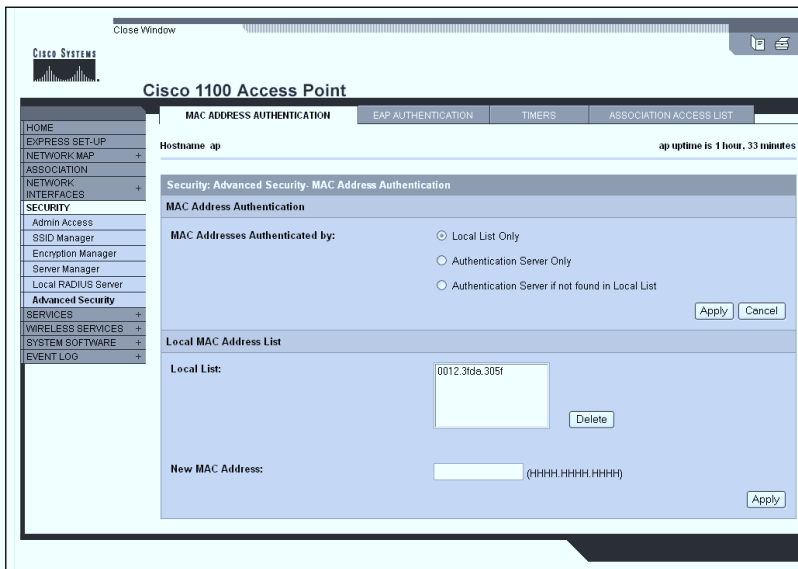 Close Window
CISCO SYSTEMS
Cisco 1100 Access Point
MAC ADDRESS AUTHENTICATION
EAP AUTHENTICATION
TIMERS
ASSOCIATION ACCESS LIST
HOME
EXPRESS SET-UP
NETWORK MAP +
ASSOCIATION
NETWORK
INTERFACES +
SECURITY
Admin Access
SSID Manager
Encryption Manager
Server Manager
Local RADIUS Server
Advanced Security
SERVICES +
WIRELESS SERVICES +
SYSTEM SOFTWARE +
EVENT LOG +
Hostname ap
ap uptime is 1 hour, 33 minutes
Security: Advanced Security- MAC Address Authentication
MAC Address Authentication
MAC Addresses Authenticated by:
Local List Only
Authentication Server Only
Authentication Server if not found in Local List
Apply Cancel
Local MAC Address List
Local List:
0012.3fda.305f
Delete
New MAC Address:
(HHHH.HHHH.HHHH)
Apply